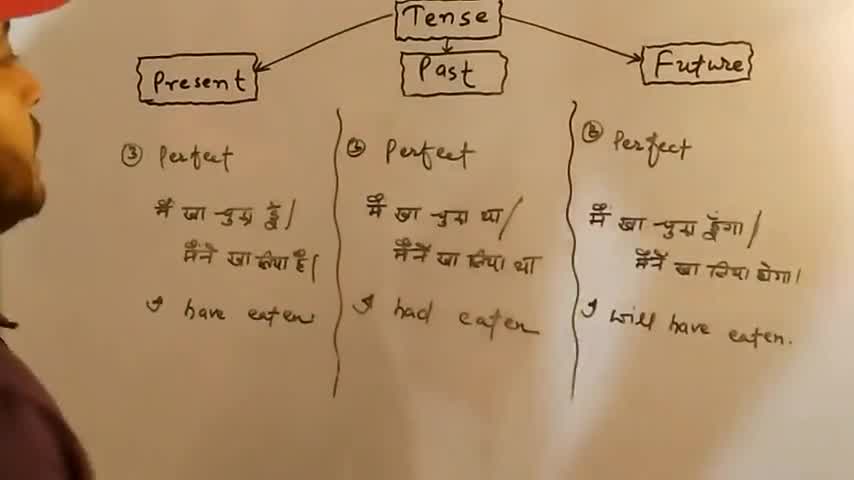 Tense
Present
Past
Future
③ Perfect
③ Perfect
③ Perfect
मैं खा चुका हूँ /
मैंने खा लिया है।
I have eaten
मैं खा चुका था /
मैंने खा लिया था
I had eaten
मैं खा चुका हूँगा /
मैंने खा लिया होगा।
I will have eaten.